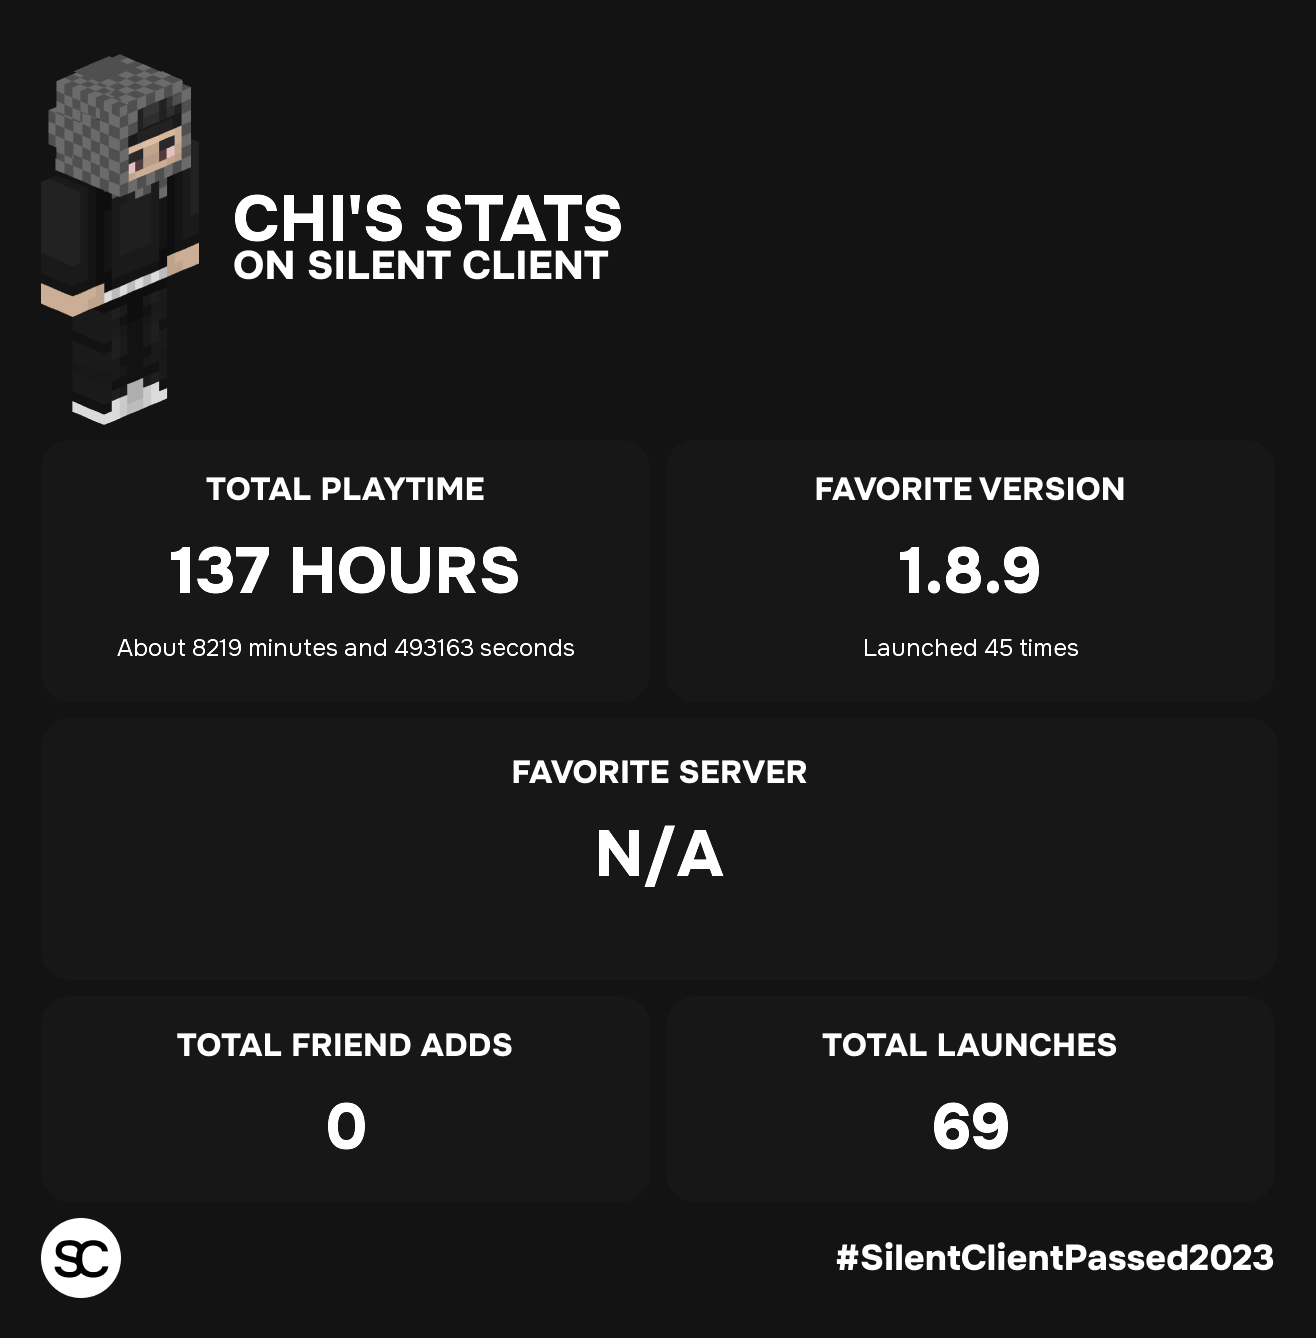 CHI'S STATS
ON SILENT CLIENT
TOTAL PLAYTIME
137 HOURS
About 8219 minutes and 493163 seconds
FAVORITE VERSION
1.8.9
Launched 45 times
FAVORITE SERVER
N/A
TOTAL FRIEND ADDS
0
TOTAL LAUNCHES
69
SC
#SilentClientPassed2023